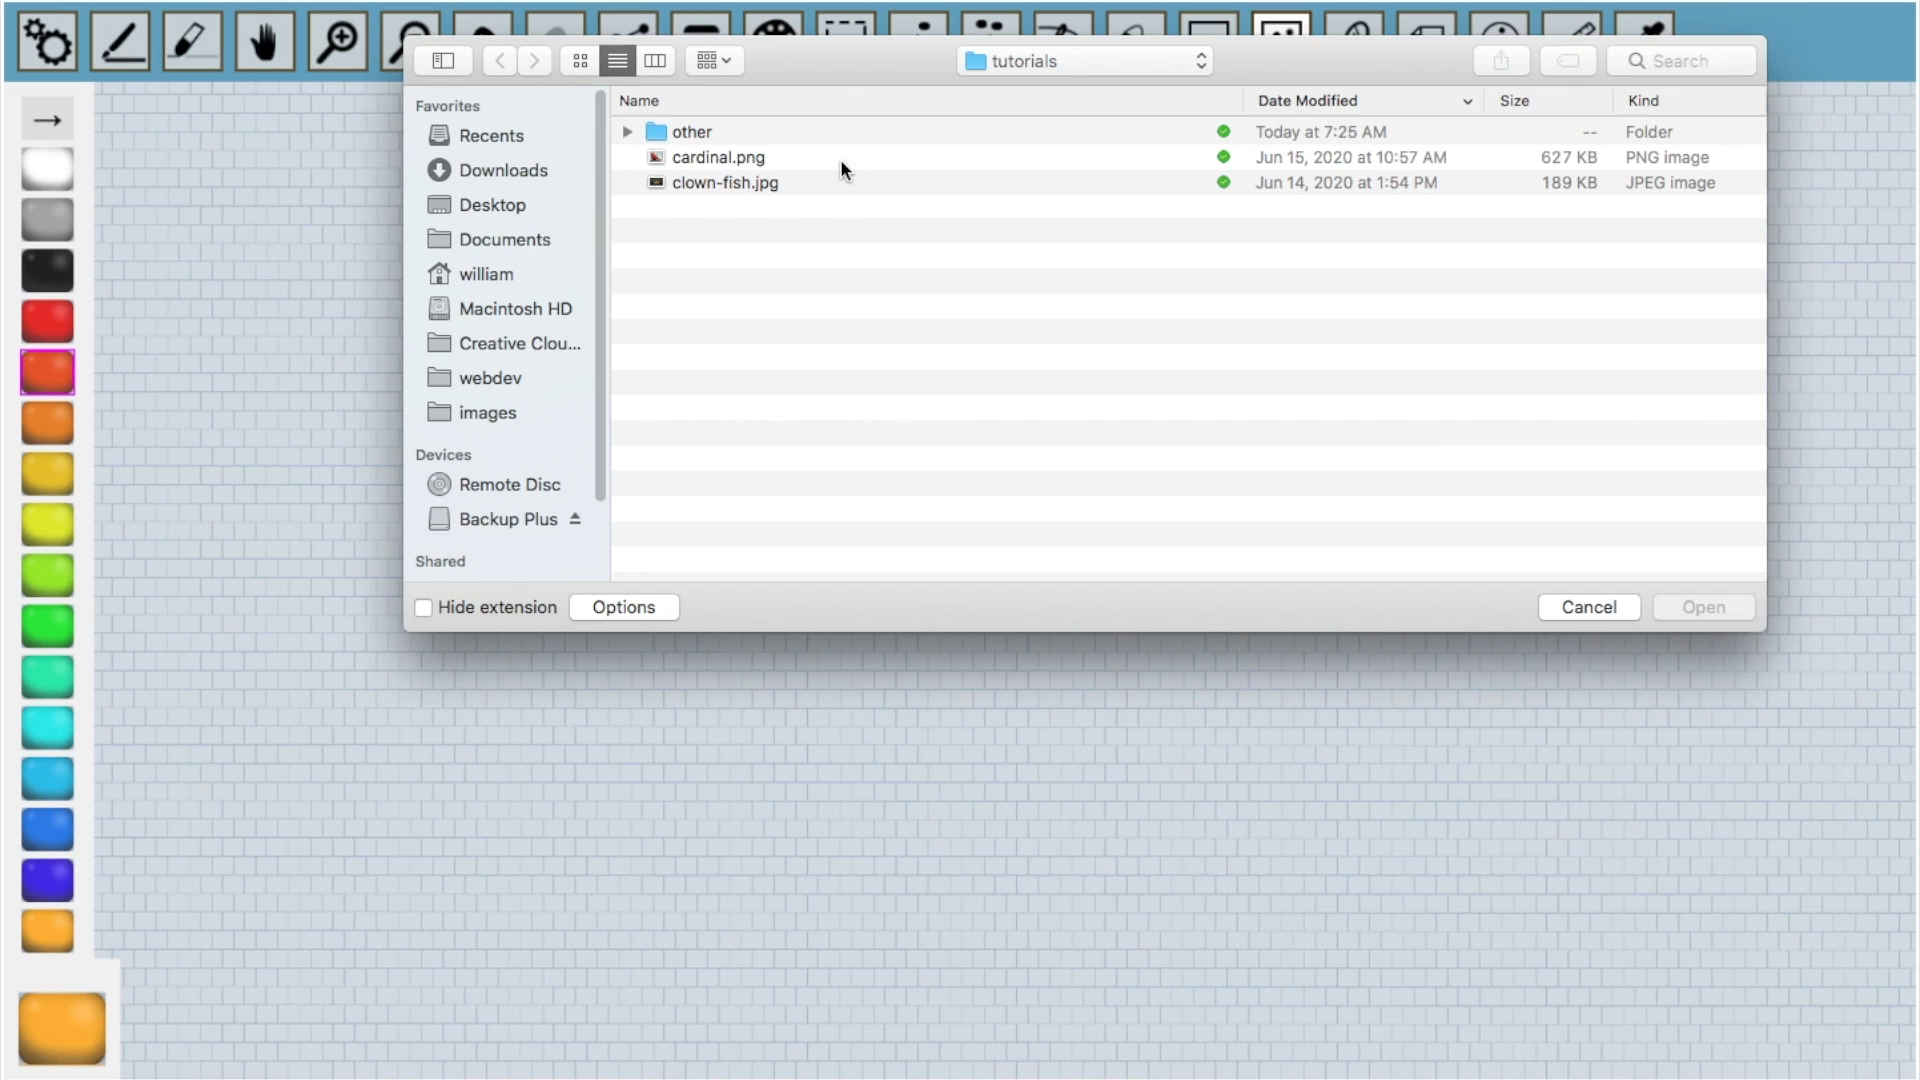 tutorials
Search
Favorites
Recents
Downloads
Desktop
Documents
william
Macintosh HD
Creative Clou...
webdev
images
Devices
Remote Disc
Backup Plus
Shared
Name Date Modified Size Kind
other Today at 7:25 AM -- Folder
cardinal.png Jun 15, 2020 at 10:57 AM 627 KB PNG image
clown-fish.jpg Jun 14, 2020 at 1:54 PM 189 KB JPEG image
Hide extension Options Cancel Open